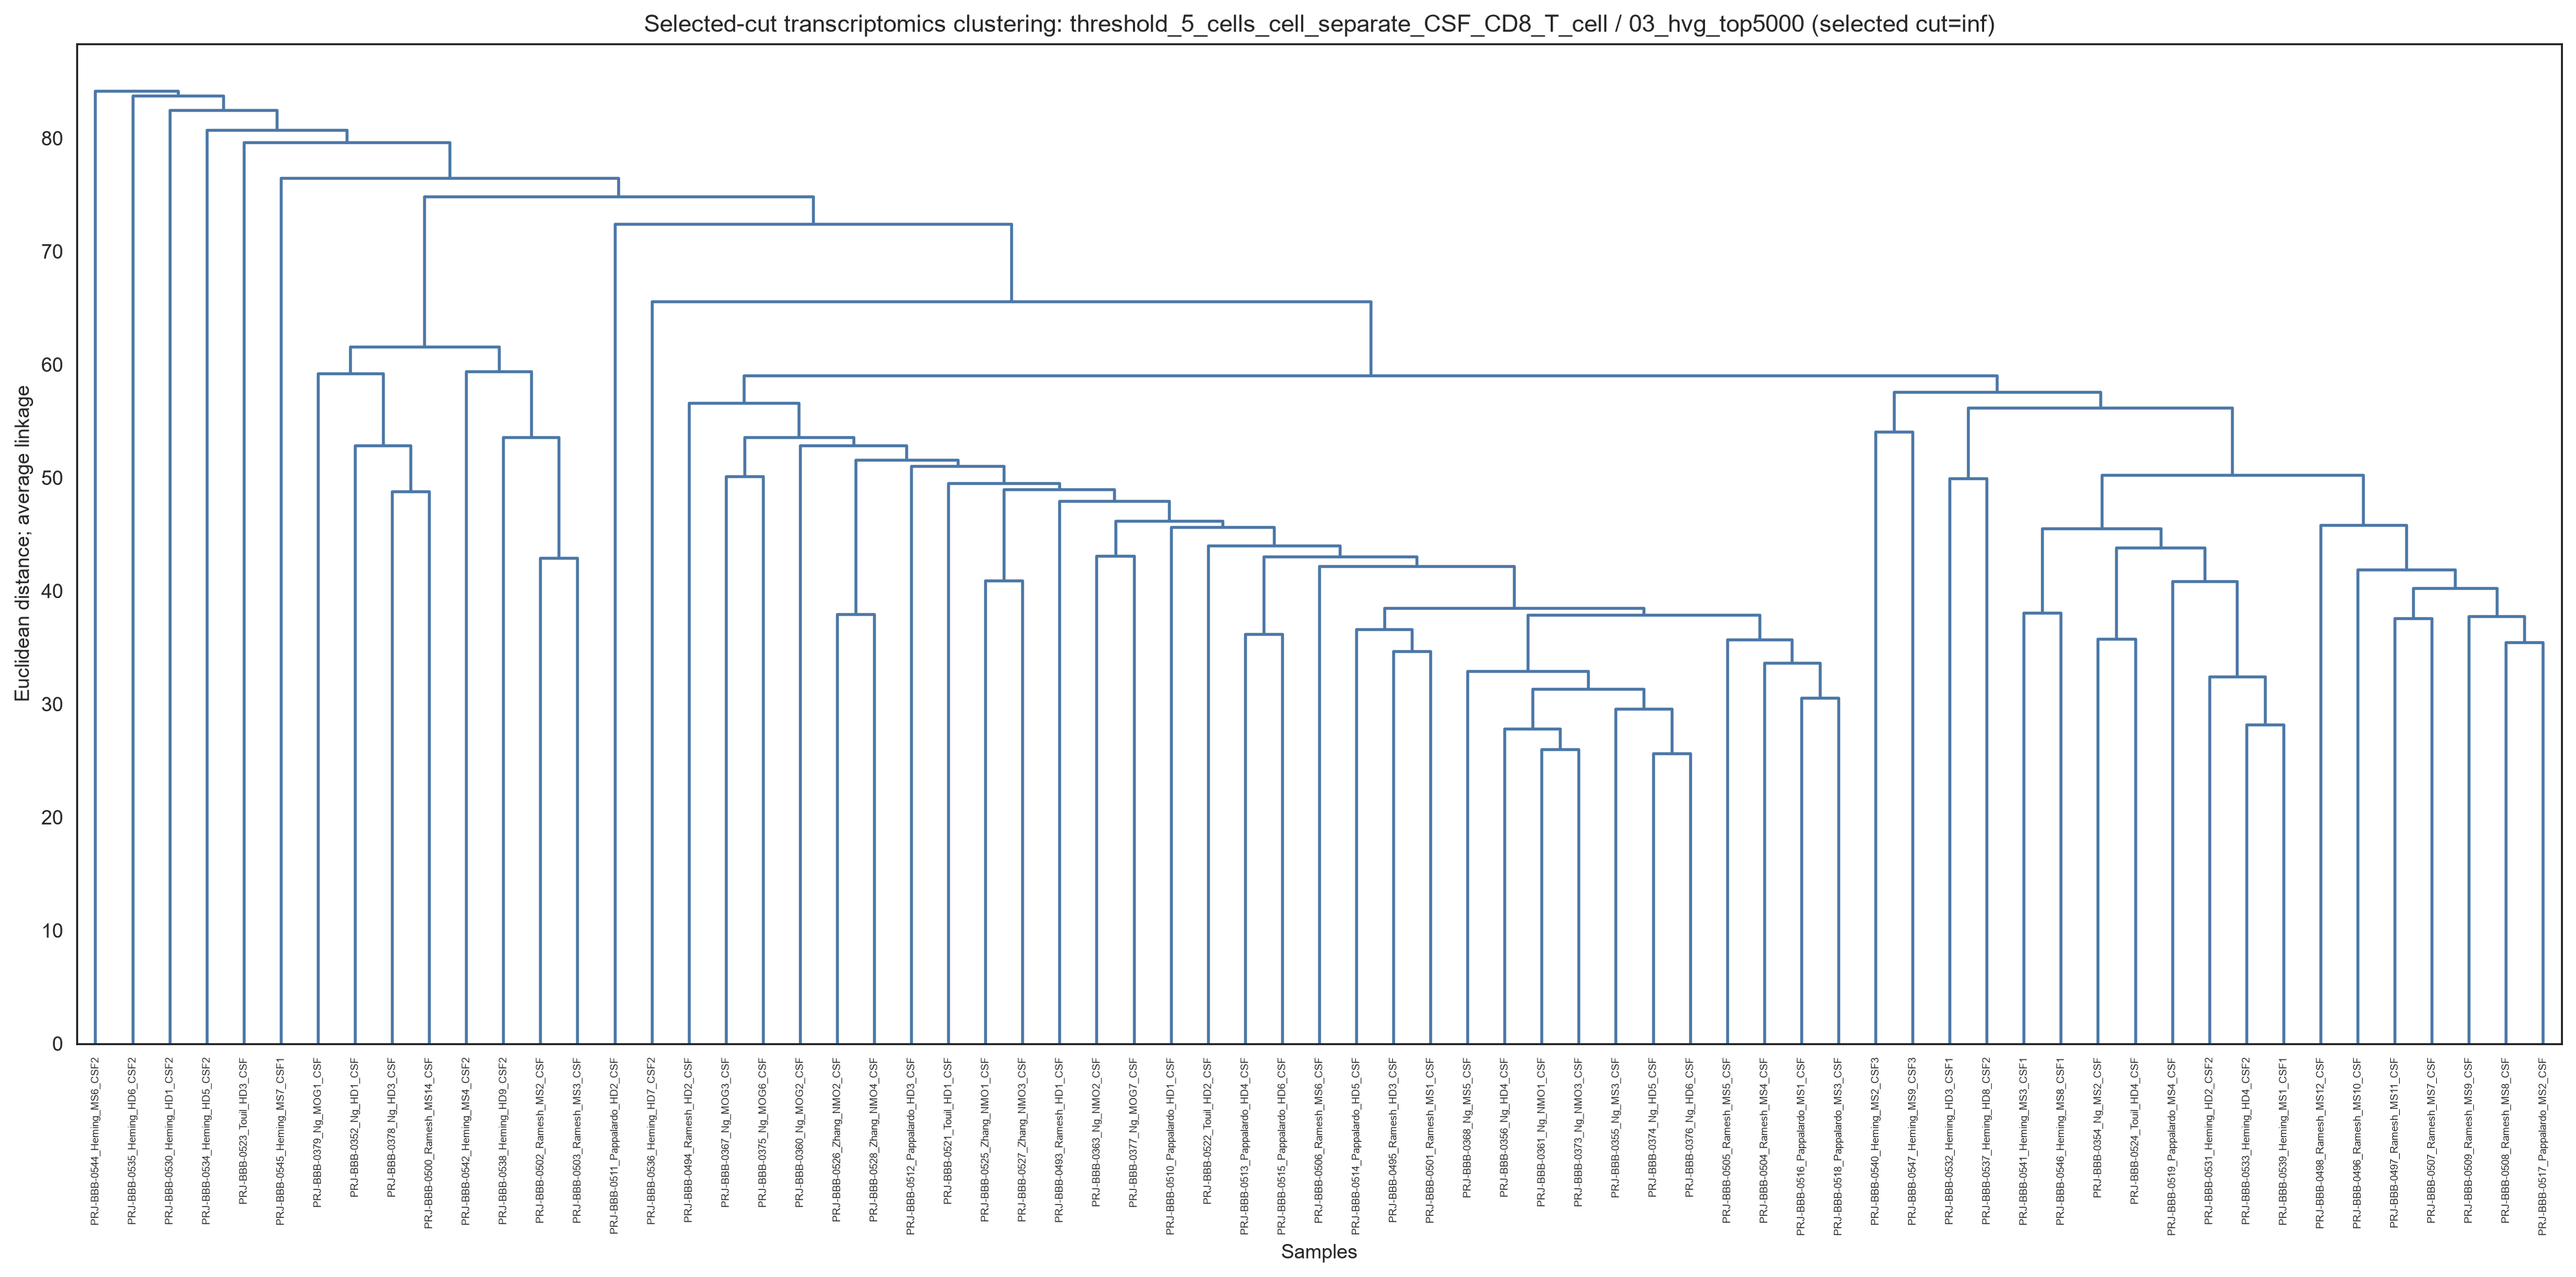 Selected-cut transcriptomics clustering: threshold_5_cells_cell_separate_CSF_CD8_T_cell / 03_hvg_top5000 (selected cut=inf)
Euclidean distance; average linkage
80
70
60
50
40
30
20
10
0
PRJ-BBB-0544_Heming_MS6_CSF2
PRJ-BBB-0535_Heming_HD6_CSF2
PRJ-BBB-0530_Heming_HD1_CSF2
PRJ-BBB-0534_Heming_HD5_CSF2
PRJ-BBB-0523_Touil_HD3_CSF
PRJ-BBB-0545_Heming_MS7_CSF1
PRJ-BBB-0379_Ng_MOG1_CSF
PRJ-BBB-0352_Ng_HD1_CSF
PRJ-BBB-0378_Ng_HD3_CSF
PRJ-BBB-0500_Ramesh_MS14_CSF
PRJ-BBB-0542_Heming_MS4_CSF2
PRJ-BBB-0538_Heming_HD9_CSF2
PRJ-BBB-0502_Ramesh_MS2_CSF
PRJ-BBB-0503_Ramesh_MS3_CSF
PRJ-BBB-0511_Pappalardo_HD2_CSF
PRJ-BBB-0536_Heming_HD7_CSF2
PRJ-BBB-0494_Ramesh_HD2_CSF
PRJ-BBB-0367_Ng_MOG3_CSF
PRJ-BBB-0375_Ng_MOG6_CSF
PRJ-BBB-0360_Ng_MOG2_CSF
PRJ-BBB-0526_Zhang_NMO2_CSF
PRJ-BBB-0528_Zhang_NMO4_CSF
PRJ-BBB-0512_Pappalardo_HD3_CSF
PRJ-BBB-0521_Touil_HD1_CSF
PRJ-BBB-0525_Zhang_NMO1_CSF
PRJ-BBB-0527_Zhang_NMO3_CSF
PRJ-BBB-0493_Ramesh_HD1_CSF
PRJ-BBB-0363_Ng_NMO2_CSF
PRJ-BBB-0377_Ng_MOG7_CSF
PRJ-BBB-0510_Pappalardo_HD1_CSF
PRJ-BBB-0522_Touil_HD2_CSF
PRJ-BBB-0513_Pappalardo_HD4_CSF
PRJ-BBB-0515_Pappalardo_HD6_CSF
PRJ-BBB-0506_Ramesh_MS6_CSF
PRJ-BBB-0514_Pappalardo_HD5_CSF
PRJ-BBB-0495_Ramesh_HD3_CSF
PRJ-BBB-0501_Ramesh_MS1_CSF
PRJ-BBB-0368_Ng_MS5_CSF
PRJ-BBB-0356_Ng_HD4_CSF
PRJ-BBB-0361_Ng_NMO1_CSF
PRJ-BBB-0373_Ng_NMO3_CSF
PRJ-BBB-0355_Ng_MS3_CSF
PRJ-BBB-0374_Ng_HD5_CSF
PRJ-BBB-0376_Ng_HD6_CSF
PRJ-BBB-0505_Ramesh_MS5_CSF
PRJ-BBB-0504_Ramesh_MS4_CSF
PRJ-BBB-0516_Pappalardo_MS1_CSF
PRJ-BBB-0518_Pappalardo_MS3_CSF
PRJ-BBB-0540_Heming_MS2_CSF3
PRJ-BBB-0547_Heming_MS9_CSF3
PRJ-BBB-0532_Heming_HD3_CSF1
PRJ-BBB-0537_Heming_HD8_CSF2
PRJ-BBB-0541_Heming_MS3_CSF1
PRJ-BBB-0546_Heming_MS8_CSF1
PRJ-BBB-0354_Ng_MS2_CSF
PRJ-BBB-0524_Touil_HD4_CSF
PRJ-BBB-0519_Pappalardo_MS4_CSF
PRJ-BBB-0531_Heming_HD2_CSF2
PRJ-BBB-0533_Heming_HD4_CSF2
PRJ-BBB-0539_Heming_MS1_CSF1
PRJ-BBB-0498_Ramesh_MS12_CSF
PRJ-BBB-0496_Ramesh_MS10_CSF
PRJ-BBB-0497_Ramesh_MS11_CSF
PRJ-BBB-0507_Ramesh_MS7_CSF
PRJ-BBB-0509_Ramesh_MS9_CSF
PRJ-BBB-0508_Ramesh_MS8_CSF
PRJ-BBB-0517_Pappalardo_MS2_CSF
Samples